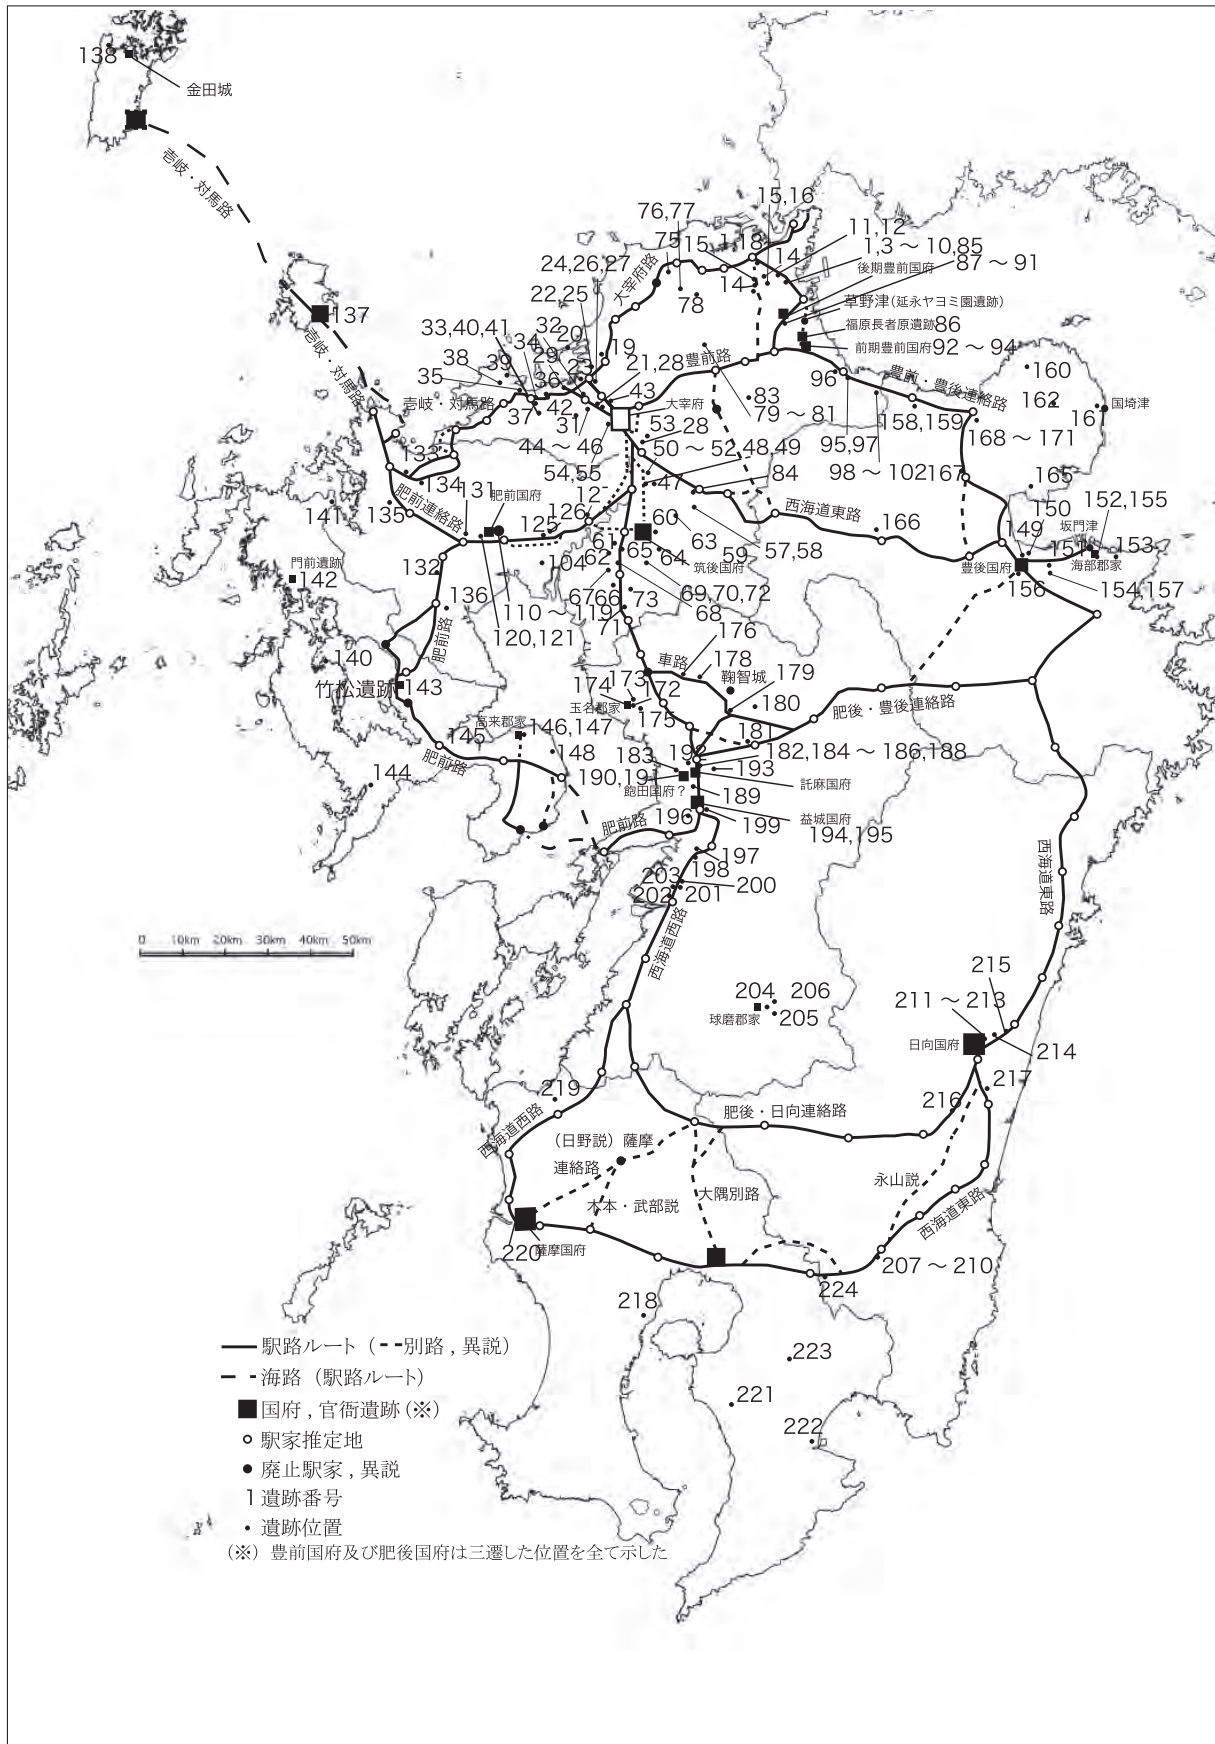 138
金田城
壱岐・対馬路
137
壱岐・対馬路
76,77
75
15
1,18
15,16
11,12
1,3 ～ 10,85
14
14
後期豊前国府
87 ～ 91
草野津(延永ヤヨミ園遺跡)
福原長者原遺跡
86
前期豊前国府
92 ～ 94
24,26,27
大宰府路
78
22,25
33,40,41
32
20
34
29
23
19
38
39
36
21,28
豊前路
35
43
壱岐・対馬路
37
42
31
大宰府
44 ～ 46
53
28
83
79 ～ 81
96
豊前・豊後連絡路
160
162
161
国埼津
158,159
168 ～ 171
95,97
98 ～ 102
167
50 ～ 52,48,49
54,55
47
84
133
134
131
肥前国府
12-
126
125
60
西海道東路
166
165
150
152,155
149
坂門津
151
153
海部郡家
豊後国府
156
154,157
141
135
肥前連絡路
61
62
65
64
63
59
57,58
筑後国府
104
門前遺跡
142
132
136
110 ～ 119
120,121
67
66
73
69,70,72
68
71
肥前路
140
竹松遺跡
143
車路
176
178
鞠智城
179
173
174
172
玉名郡家
175
180
肥後・豊後連絡路
高来郡家
146,147
145
148
肥前路
144
181
183
192
182,184 ～ 186,188
190,191
193
託麻国府
飽田国府？
189
益城国府
196
199
194,195
肥前路
197
198
203
200
202
201
西海道西路
西海道東路
0 10km 20km 30km 40km 50km
204
206
球磨郡家
205
215
211 ～ 213
日向国府
214
217
216
219
西海道西路
肥後・日向連絡路
(日野説) 薩摩
連絡路
大隅別路
永山説
木本・武部説
西海道東路
220
薩摩国府
207 ～ 210
224
218
223
221
222
駅路ルート ( 別路 , 異説)
海路 (駅路ルート)
国府 , 官衙遺跡(※)
駅家推定地
廃止駅家 , 異説
1 遺跡番号
遺跡位置
(※) 豊前国府及び肥後国府は三遷した位置を全て示した